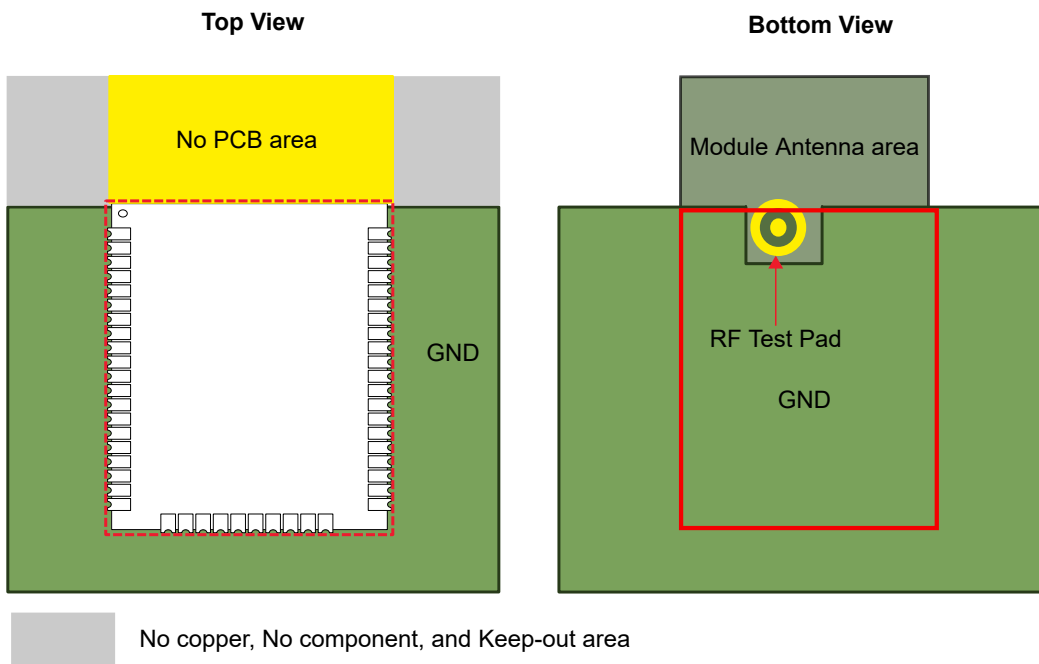 Top View
Bottom View
No PCB area
Module Antenna area
GND
RF Test Pad
GND
No copper, No component, and Keep-out area